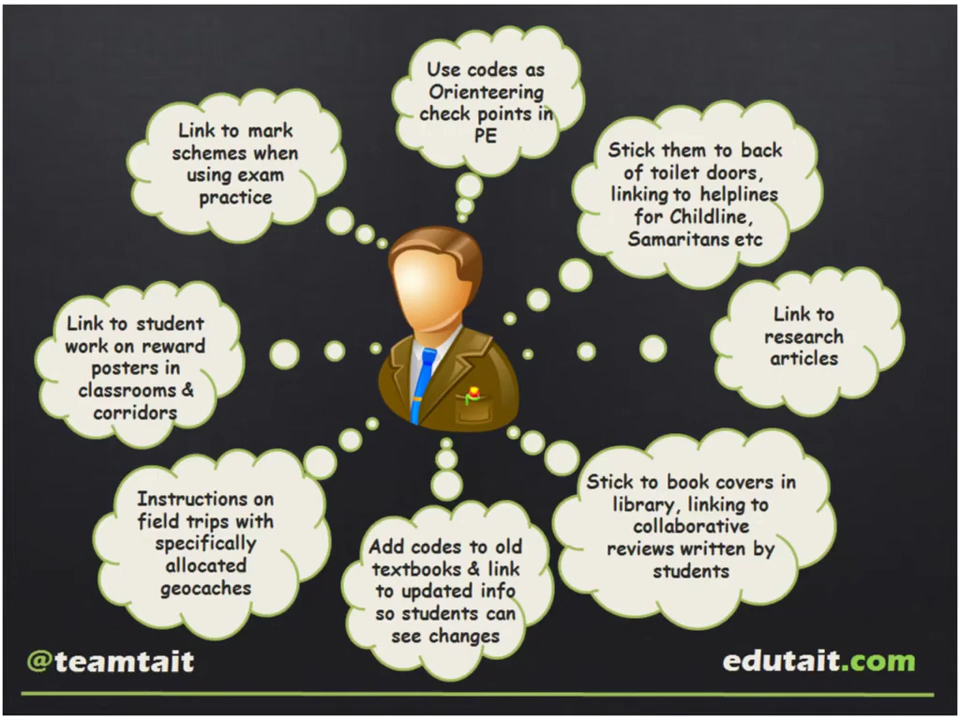 Use codes as
Orienteering
check points in
PE
Link to mark
schemes when
using exam
practice
Stick them to back
of toilet doors,
linking to helplines
for Childline,
Samaritans etc
Link to student
work on reward
posters in
classrooms &
corridors
Link to
research
articles
Instructions on
field trips with
specifically
allocated
geocaches
Add codes to old
textbooks & link
to updated info
so students can
see changes
Stick to book covers in
library, linking to
collaborative
reviews written by
students
@teamtait
edutait.com